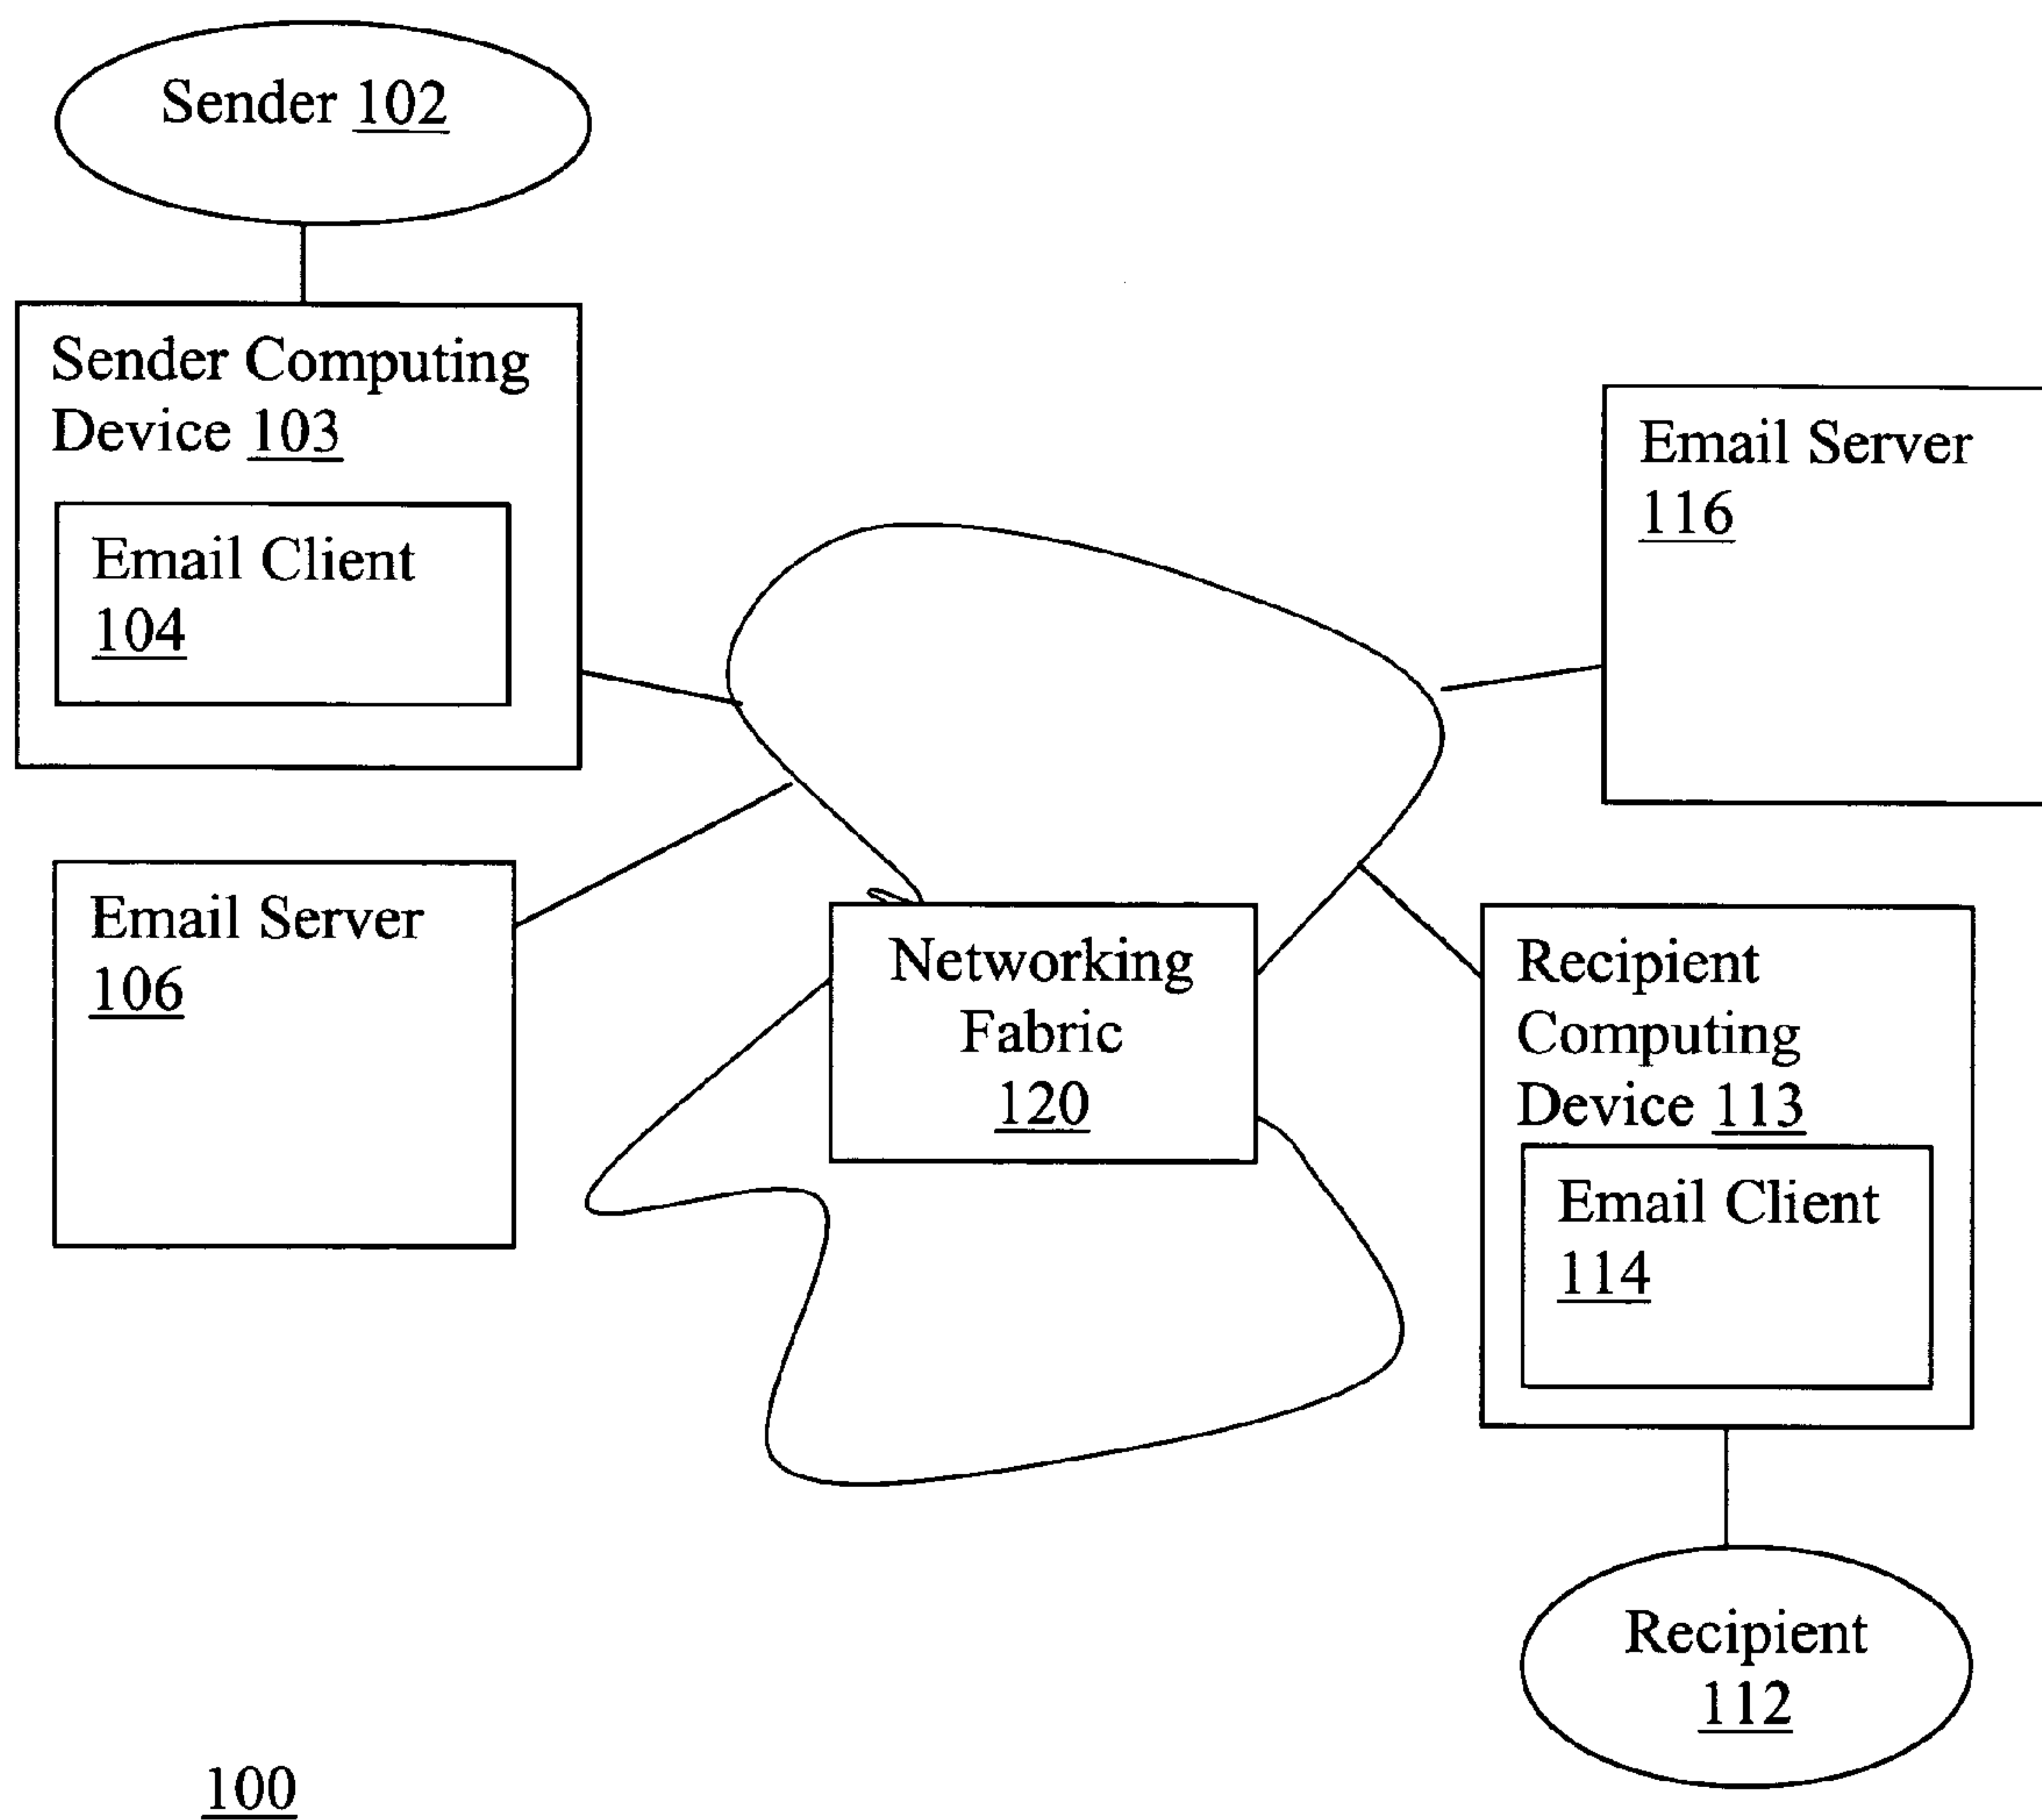 Sender 102
Sender Computing
Device 103
Email Client
104
Email Server
116
Email Server
106
Networking
Fabric
120
Recipient
Computing
Device 113
Email Client
114
Recipient
112
100